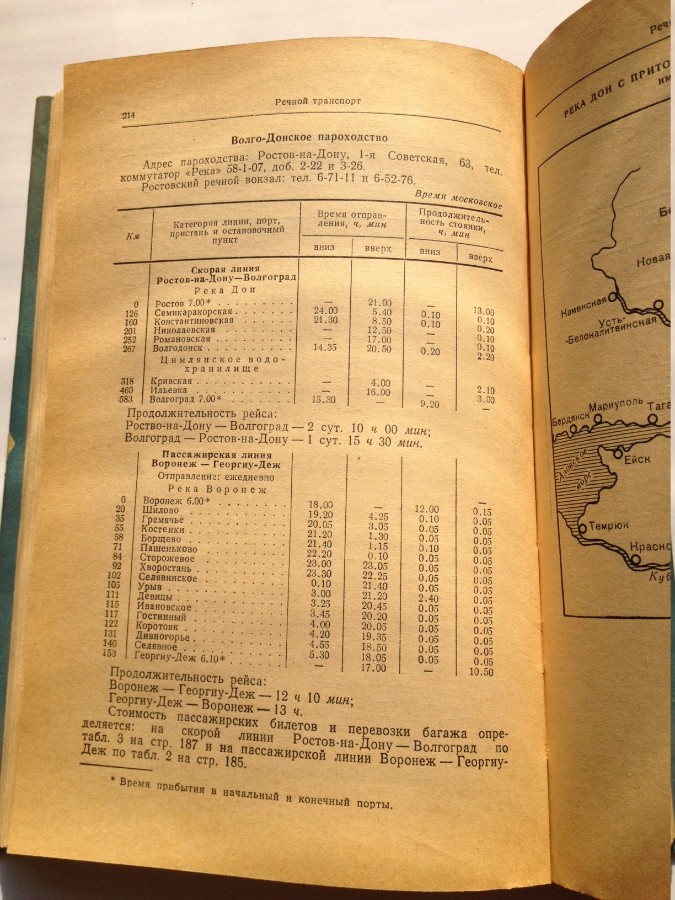 214
Речной транспорт
Волго-Донское пароходство
Адрес пароходства: Ростов-на-Дону, 1-я Советская, 63, тел.
коммутатор «Река» 58-1-07, доб. 2-22 и 3-26.
Ростовский речной вокзал: тел. 6-71-11 и 6-52-76.
Время московское
Км
Категория линии, порт,
пристань и остановочный
пункт
Время отправ-
ления, ч, мин
Продолжитель-
ность стоянки,
ч, мин
вниз вверх вниз вверх
Скорая линия
Ростов-на-Дону—Волгоград
Река Дон
0 Ростов 7.00* — 21.00 — 13.00
126 Семикаракорская 24.00 5.40 0.10 0.10
160 Константиновская 21.30 8.50 0.10 0.10
201 Николаевская — 12.50 — 0.20
252 Романовская — 17.00 — 0.10
267 Волгодонск 14.35 20.50 0.20 2.20
Цимлянское водо-
хранилище
318 Кривская — 4.00 — —
460 Ильевка — 16.00 — 2.10
583 Волгоград 7.00* 15.30 — 9.20 3.00
Продолжительность рейса:
Роство-на-Дону — Волгоград — 2 сут. 10 ч 00 мин;
Волгоград — Ростов-на-Дону — 1 сут. 15 ч 30 мин.
Пассажирская линия
Воронеж — Георгиу-Деж
Отправление: ежедневно
Река Воронеж
0 Воронеж 6.00* 18.00 — 12.00 —
20 Шилово 19.20 4.25 0.10 0.15
35 Гремячье 20.05 3.05 0.05 0.05
55 Костенки 21.20 1.30 0.05 0.05
58 Борщево 21.40 1.15 0.10 0.05
71 Пашеньково 22.20 0.10 0.05 0.05
84 Сторожевое 23.00 23.05 0.05 0.05
92 Хворостань 23.30 22.25 0.05 0.05
102 Селявинское 0.10 21.40 0.05 0.05
105 Урыв 3.00 21.20 2.40 0.05
111 Девицы 3.25 20.45 0.05 0.05
115 Ивановское 3.45 20.20 0.05 0.05
117 Гостинный 4.00 20.05 0.05 0.05
122 Коротояк 4.20 19.35 0.05 0.05
131 Дивногорье 4.55 18.50 0.05 0.05
140 Селявное 5.30 18.05 0.05 0.05
153 Георгиу-Деж 6.10* — 17.00 — 10.50
Продолжительность рейса:
Воронеж — Георгиу-Деж — 12 ч 10 мин;
Георгиу-Деж — Воронеж — 13 ч.
Стоимость пассажирских билетов и перевозки багажа опре-
деляется: на скорой линии Ростов-на-Дону — Волгоград по
табл. 3 на стр. 187 и на пассажирской линии Воронеж — Георгиу-
Деж по табл. 2 на стр. 185.
* Время прибытия в начальный и конечный порты.
РЕКА ДОН С ПРИТО
Новая
Каменская
Усть-
-Белокалитвинская
Бердянск
Мариуполь
Тага
Азовское
море
Ейск
Темрюк
Красно